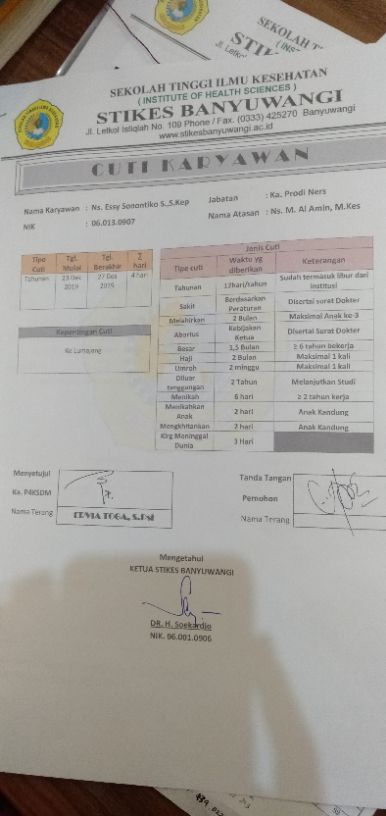 SEKOLAH TINGGI ILMU KESEHATAN
( INSTITUTE OF HEALTH SCIENCES )
STIKES BANYUWANGI
Jl. Letkol Istiqlah No. 109 Phone / Fax. (0333) 425270 Banyuwangi
www.stikesbanyuwangi.ac.id
CUTI KARYAWAN
Nama Karyawan : Ns. Essy Sonontiko S..S.Kep
Jabatan : Ka. Prodi Ners
NIK : 06.013.0907
Nama Atasan : Ns. M. Al Amin, M.Kes
Tipe Cuti Tgl. Mulai Tgl. Berakhir ∑ hari
Tahunan 23 Des 2019 27 Des 2019 4 hari
Keperangan Cuti
Ke Lumajang
Jenis Cuti
Tipe cuti Waktu yg diberikan Keterangan
Tahunan 12hari/tahun Sudah termasuk libur dari institusi
Sakit Berdasarkan Peraturan Disertai surat Dokter
Melahirkan 2 Bulan Maksimal Anak ke-3
Abortus Kebijakan Ketua Disertai Surat Dokter
Besar 1,5 Bulan ≥ 6 tahun bekerja
Haji 2 Bulan Maksimal 1 kali
Umroh 2 minggu Maksimal 1 kali
Diluar tanggungan 2 Tahun Melanjutkan Studi
Menikah 6 hari ≥ 2 tahun kerja
Menikahkan Anak 2 hari Anak Kandung
Mengkhitankan 2 hari Anak Kandung
Klrg Meninggal Dunia 3 Hari
Menyetujui
Ka. P4KSDM
Nama Terang
ERVIA TOGA, S.Psi
Tanda Tangan
Pemohon
Nama Terang
Mengetahui
KETUA STIKES BANYUWANGI
DR. H. Soekardjo
NIK. 06.001.0906